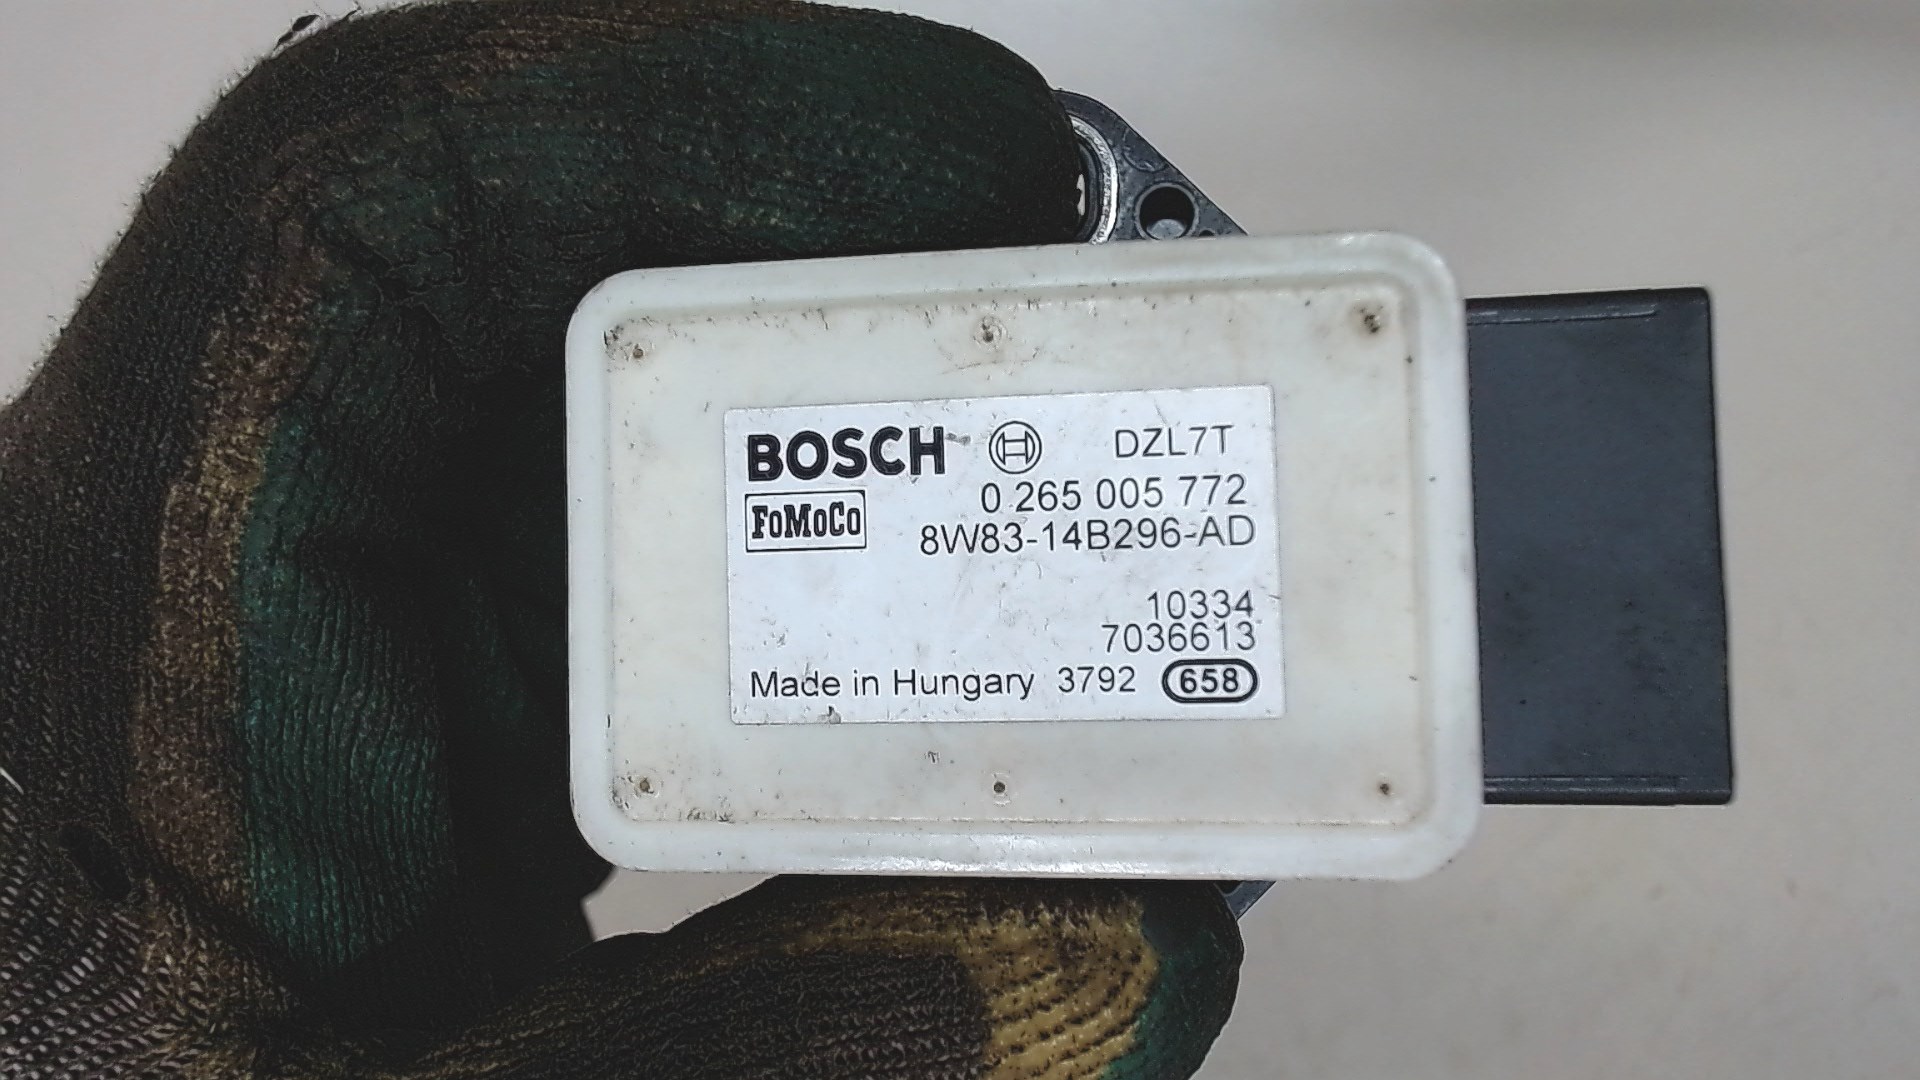 BOSCH DZL7T
0 265 005 772
FoMoCo
8W83-14B296-AD
10334
7036613
Made in Hungary 3792 658